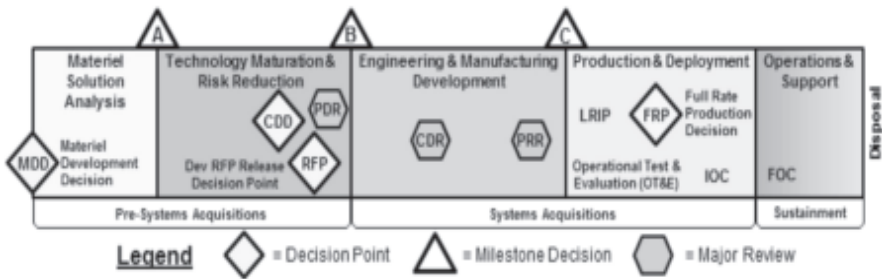 A
B
C
Materiel
Solution
Analysis
Technology Maturation &
Risk Reduction
Engineering & Manufacturing
Development
Production & Deployment
Operations &
Support
Disposal
MDD
Materiel
Development
Decision
CDD
PDR
Dev RFP Release
Decision Point
RFP
CDR
PRR
LRIP
FRP
Full Rate
Production
Decision
Operational Test &
Evaluation (OT&E)
IOC
FOC
Pre-Systems Acquisitions
Systems Acquisitions
Sustainment
Legend
= Decision Point
= Milestone Decision
= Major Review